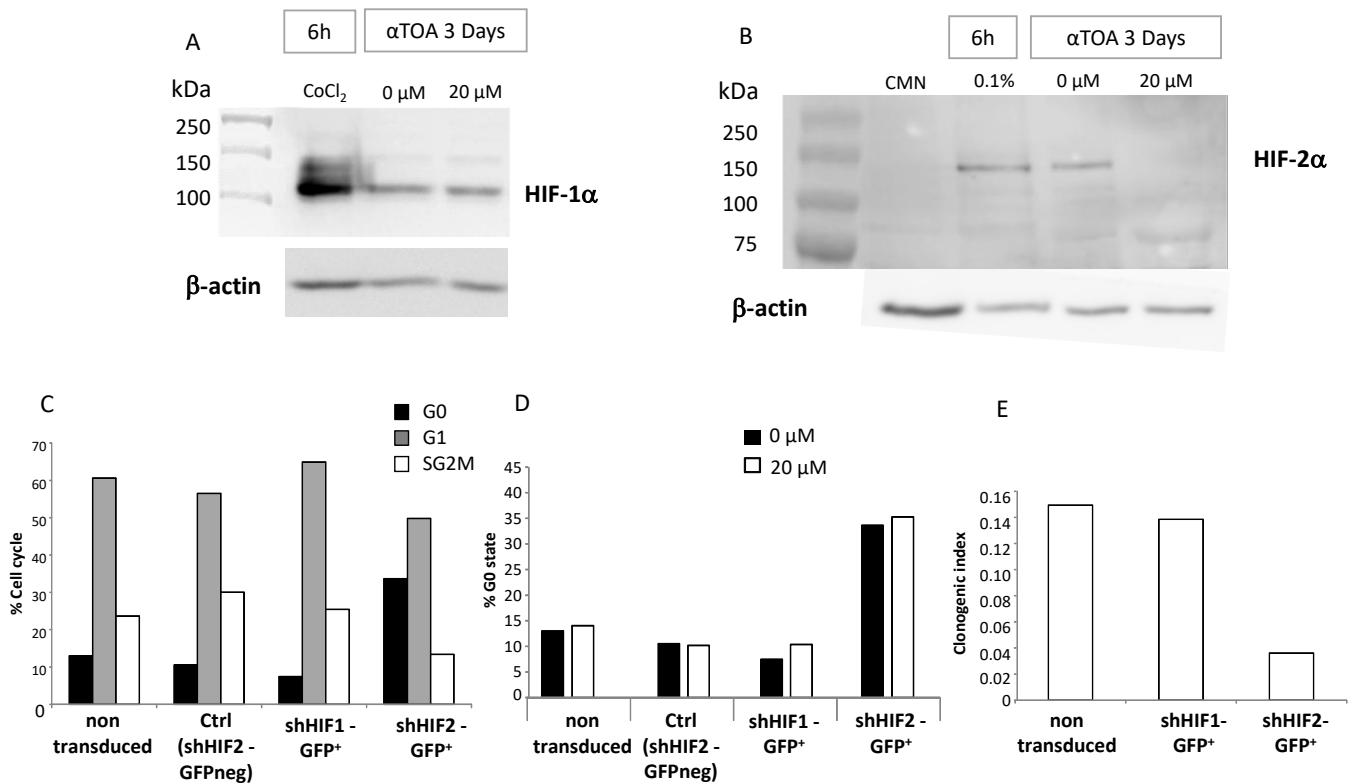 A
6h
αTOA 3 Days
kDa
CoCl₂
0 μM
20 μM
250
150
100
HIF-1α
β-actin
B
6h
αTOA 3 Days
kDa
CMN
0.1%
0 μM
20 μM
250
150
100
75
HIF-2α
β-actin
C
G0
G1
SG2M
% Cell cycle
70
60
50
40
30
20
10
0
non transduced
Ctrl (shHIF2 - GFPneg)
shHIF1 - GFP⁺
shHIF2 - GFP⁺
D
0 μM
20 μM
% G0 state
45
40
35
30
25
20
15
10
5
0
non transduced
Ctrl (shHIF2 - GFPneg)
shHIF1 - GFP⁺
shHIF2 - GFP⁺
E
Clonogenic index
0.16
0.14
0.12
0.10
0.08
0.06
0.04
0.02
0
non transduced
shHIF1- GFP⁺
shHIF2- GFP⁺